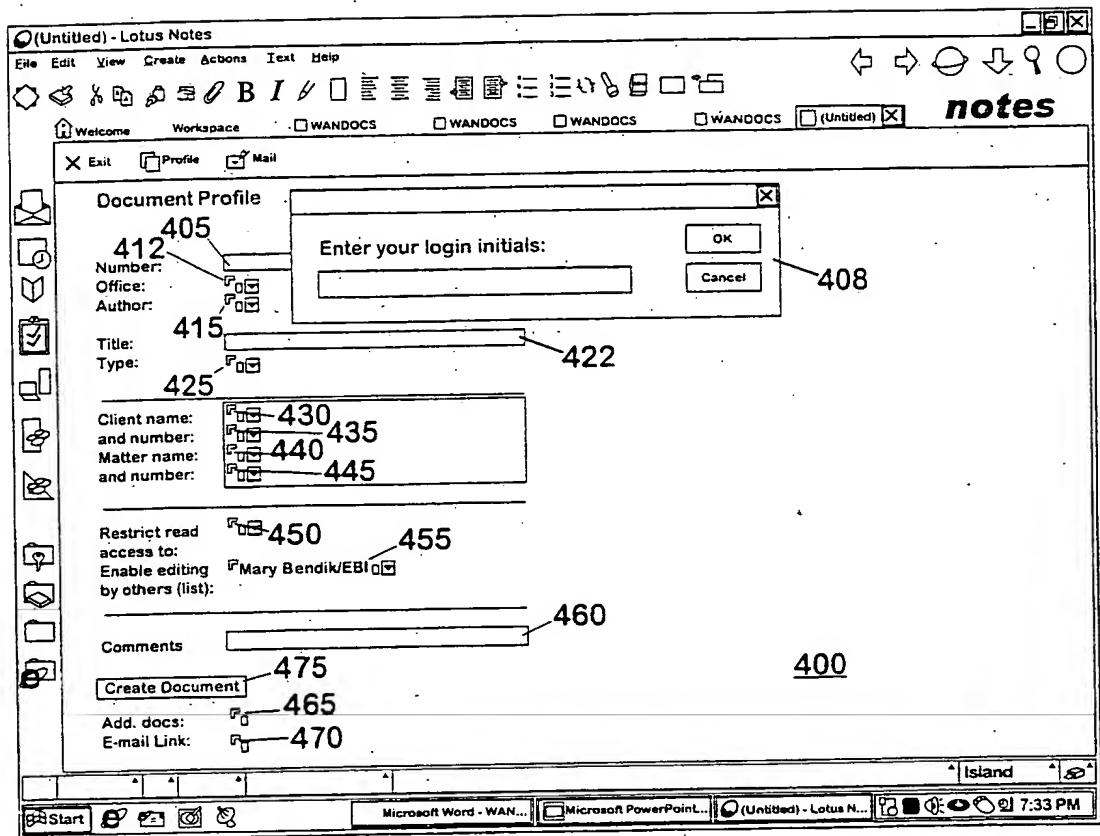 (Untitled) - Lotus Notes
File Edit View Create Actions Text Help
B I
notes
Welcome Workspace WANDOCS WANDOCS WANDOCS WANDOCS (Untitled)
Exit Profile Mail
Document Profile
405
412
Enter your login initials:
OK
Cancel
408
Number:
Office:
Author:
415
Title:
422
Type:
425
Client name:
430
and number:
435
Matter name:
440
and number:
445
Restrict read
access to:
450
455
Enable editing
by others (list):
Mary Bendik/EBI
460
Comments
400
475
Create Document
465
Add. docs:
E-mail Link:
470
Island
Start Microsoft Word - WAN... Microsoft PowerPoint... (Untitled) - Lotus N... 7:33 PM